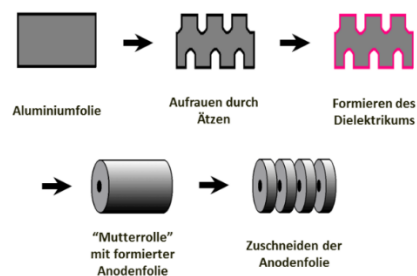 Aluminiumfolie
Aufrauen durch
Ätzen
Formieren des
Dielektrikums
"Mutterrolle"
mit formierter
Anodenfolie
Zuschneiden der
Anodenfolie